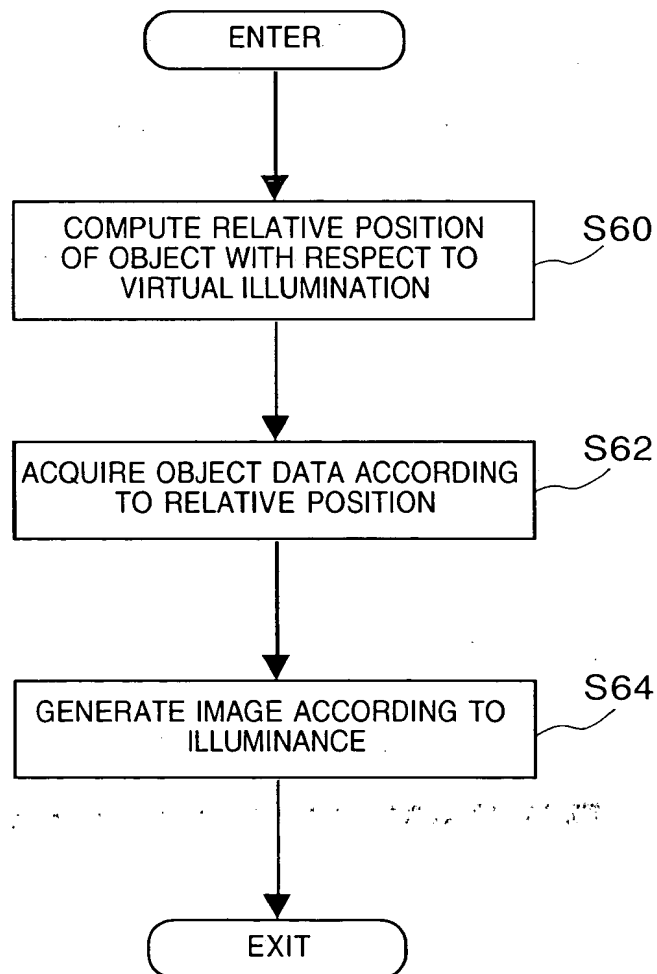 ENTER
COMPUTE RELATIVE POSITION
OF OBJECT WITH RESPECT TO
VIRTUAL ILLUMINATION
S60
ACQUIRE OBJECT DATA ACCORDING
TO RELATIVE POSITION
S62
GENERATE IMAGE ACCORDING TO
ILLUMINANCE
S64
EXIT